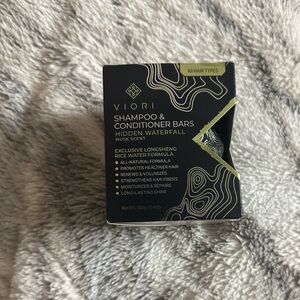 ALL HAIR TYPES
VIORI
SHAMPOO &
CONDITIONER BARS
HIDDEN WATERFALL
MUSK SCENT
EXCLUSIVE LONGSHENG
RICE WATER FORMULA
ALL-NATURAL FORMULA
PROMOTES HEALTHIER HAIR
RENEWS & VOLUMIZES
STRENGTHENS HAIR FIBERS
MOISTURIZES & REPAIRS
LONG-LASTING SHINE